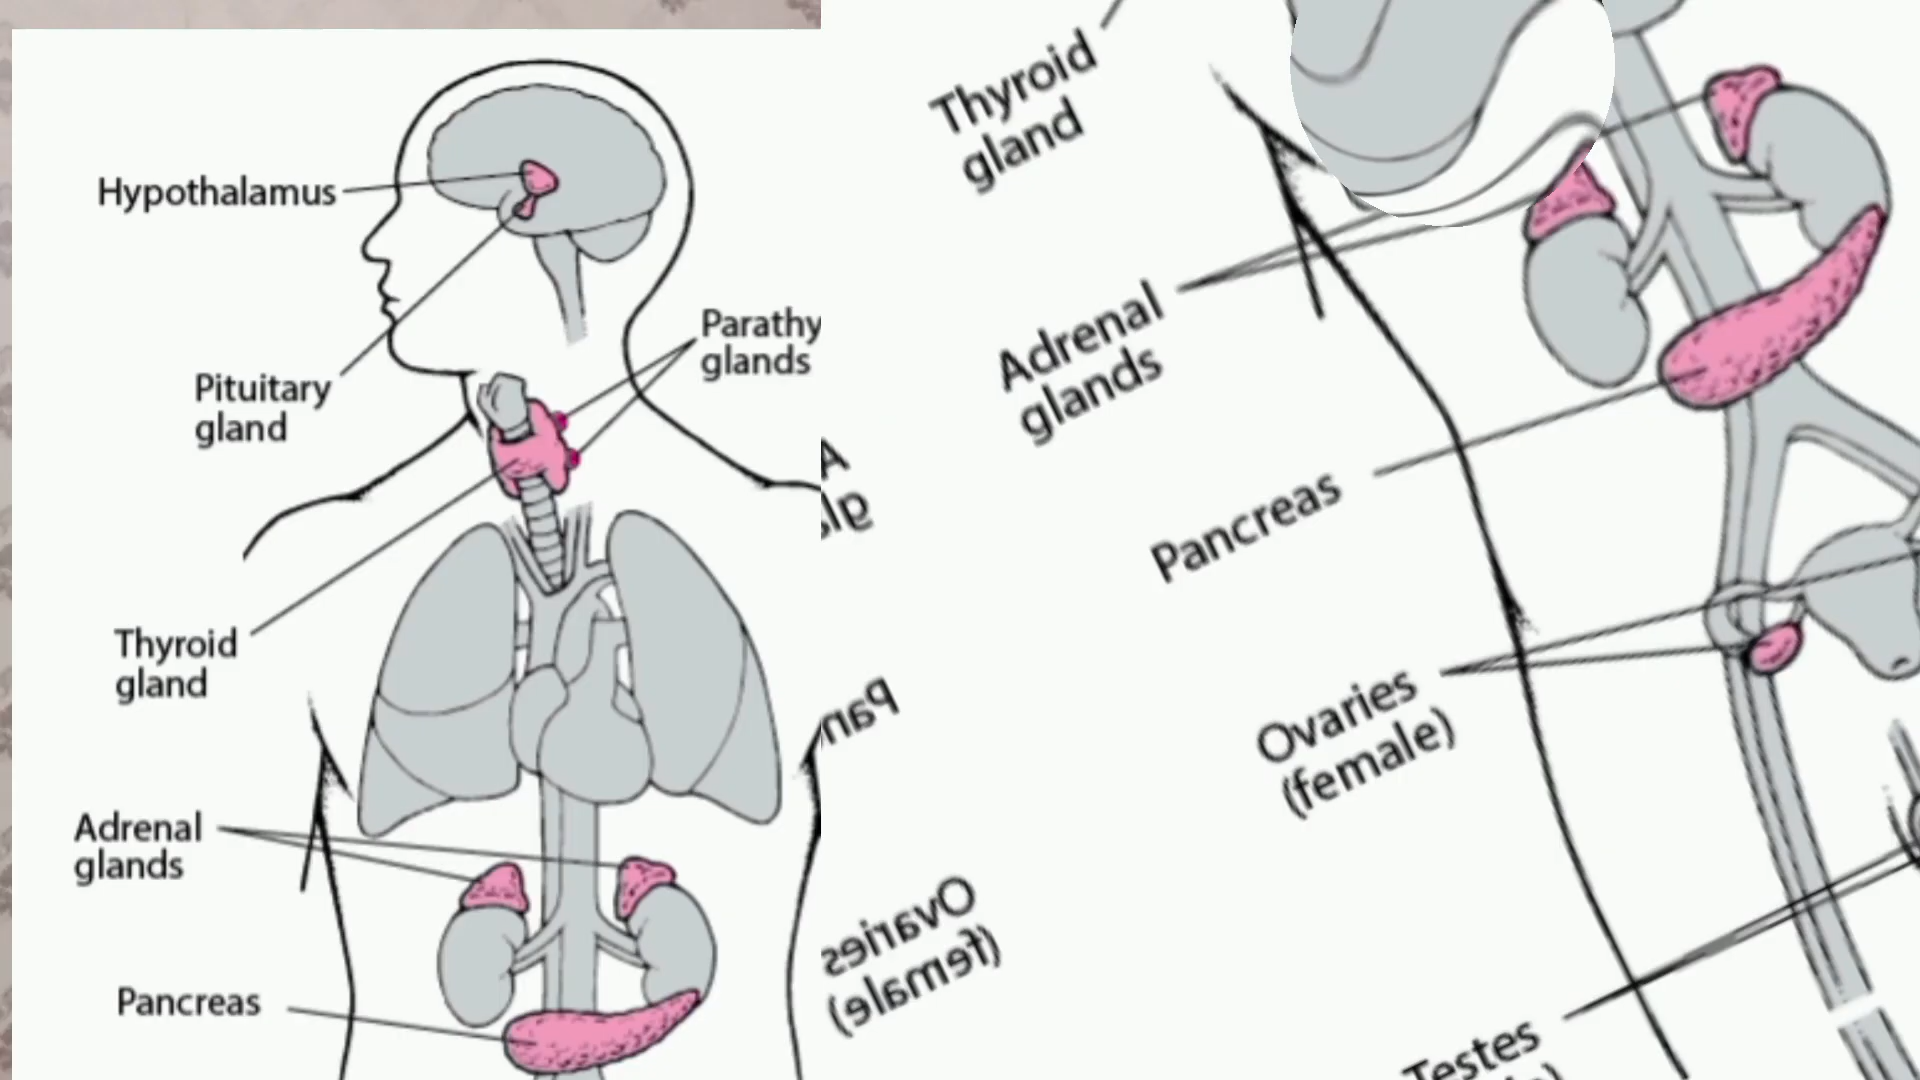 Hypothalamus
Pituitary
gland
Parathy
glands
Thyroid
gland
Adrenal
glands
Pancreas
Thyroid
gland
Adrenal
glands
Pancreas
Ovaries
(female)
Testes
Pan
Ovaries
(female)